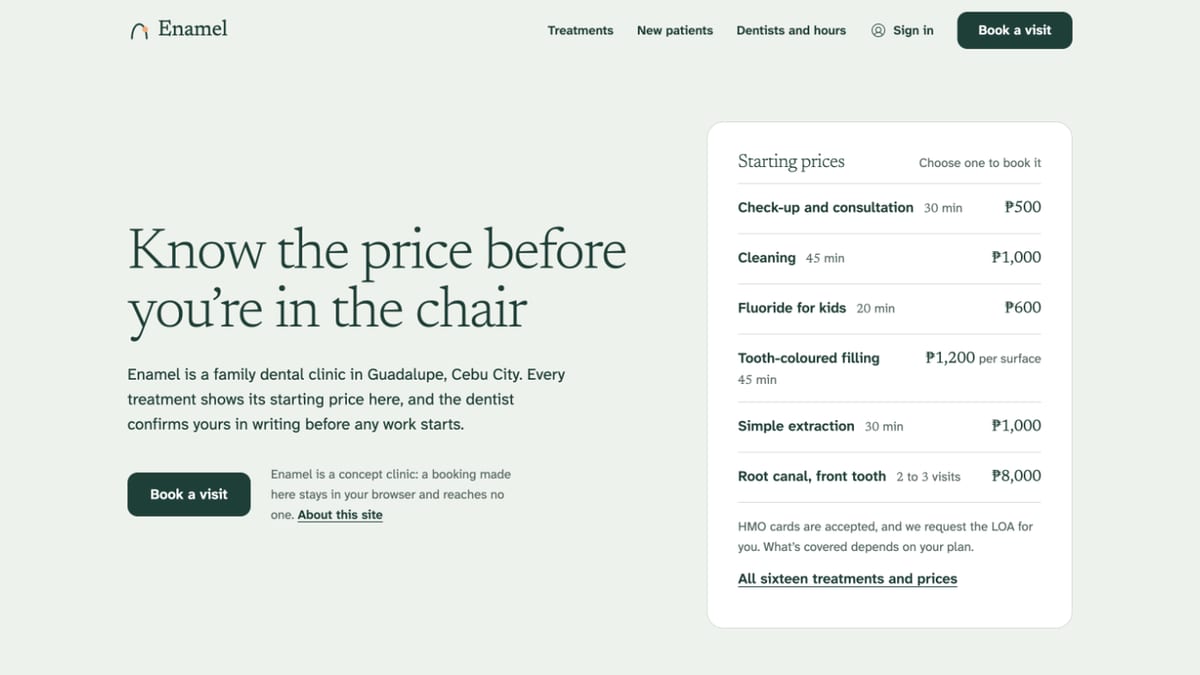 Enamel
Treatments
New patients
Dentists and hours
Sign in
Book a visit
Know the price before
you’re in the chair
Enamel is a family dental clinic in Guadalupe, Cebu City. Every
treatment shows its starting price here, and the dentist
confirms yours in writing before any work starts.
Book a visit
Enamel is a concept clinic: a booking made
here stays in your browser and reaches no
one. About this site
Starting prices
Choose one to book it
Check-up and consultation 30 min ₱500
Cleaning 45 min ₱1,000
Fluoride for kids 20 min ₱600
Tooth-coloured filling ₱1,200 per surface
45 min
Simple extraction 30 min ₱1,000
Root canal, front tooth 2 to 3 visits ₱8,000
HMO cards are accepted, and we request the LOA for
you. What’s covered depends on your plan.
All sixteen treatments and prices